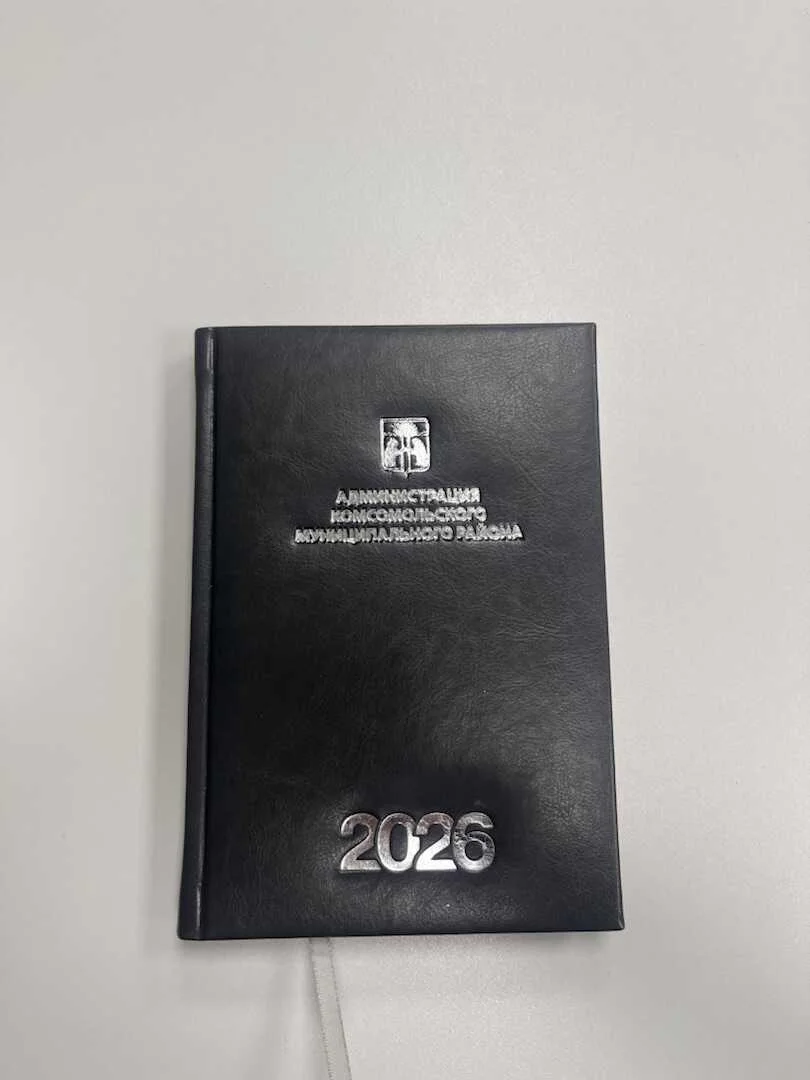 АДМИНИСТРАЦИЯ
КОМСОМОЛЬСКОГО
МУНИЦИПАЛЬНОГО РАЙОНА
2026